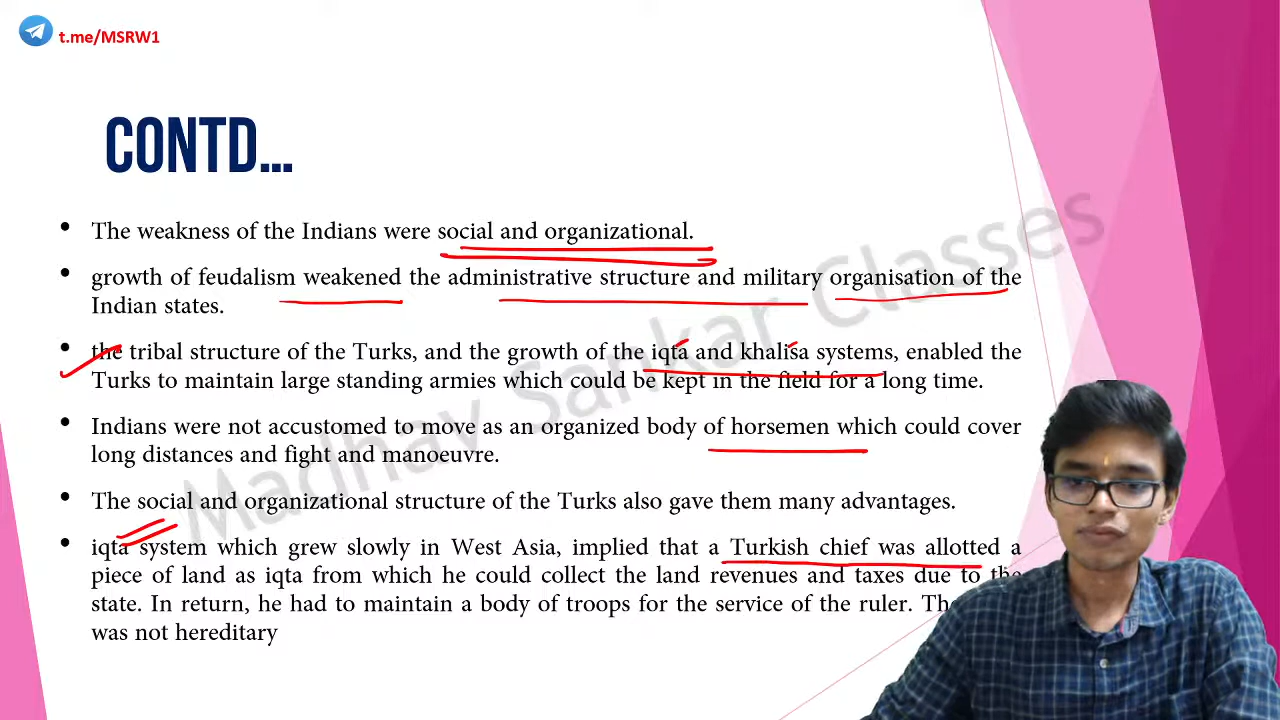 t.me/MSRW1
CONTD...
• The weakness of the Indians were social and organizational.
• growth of feudalism weakened the administrative structure and military organisation of the
Indian states.
• the tribal structure of the Turks, and the growth of the iqta and khalisa systems, enabled the
Turks to maintain large standing armies which could be kept in the field for a long time.
• Indians were not accustomed to move as an organized body of horsemen which could cover
long distances and fight and manoeuvre.
• The social and organizational structure of the Turks also gave them many advantages.
• iqta system which grew slowly in West Asia, implied that a Turkish chief was allotted a
piece of land as iqta from which he could collect the land revenues and taxes due to the
state. In return, he had to maintain a body of troops for the service of the ruler.
was not hereditary
Madhav Sankar Classes